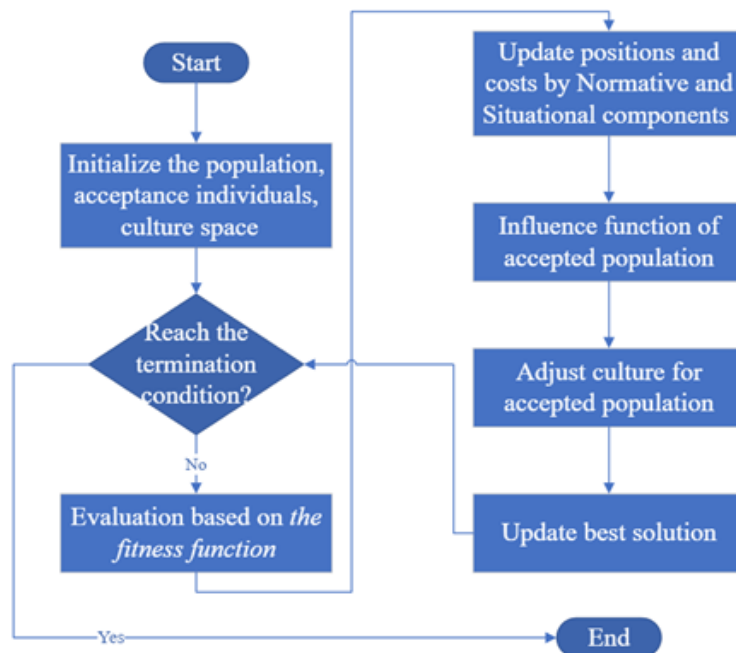 Start
Initialize the population,
acceptance individuals,
culture space
Reach the
termination
condition?
No
Evaluation based on the
fitness function
Update positions and
costs by Normative and
Situational components
Influence function of
accepted population
Adjust culture for
accepted population
Update best solution
Yes
End